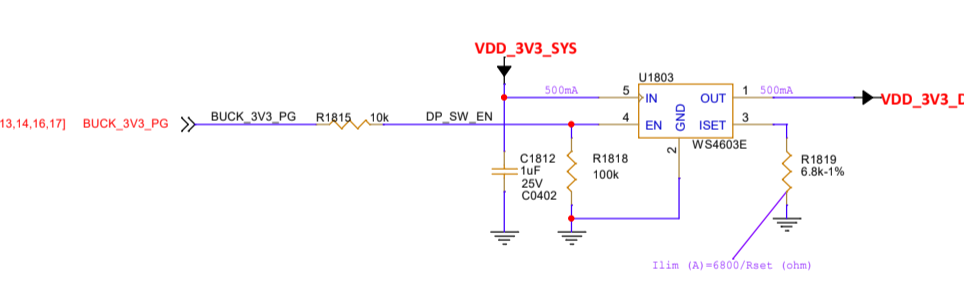 VDD_3V3_SYS
U1803
500mA
5
IN
OUT
1
500mA
VDD_3V3_D
13,14,16,17]
BUCK_3V3_PG
BUCK_3V3_PG
R1815
10k
DP_SW_EN
4
EN
GND
ISET
3
2
WS4603E
C1812
1uF
25V
C0402
R1818
100k
R1819
6.8k-1%
Ilim (A)=6800/Rset (ohm)